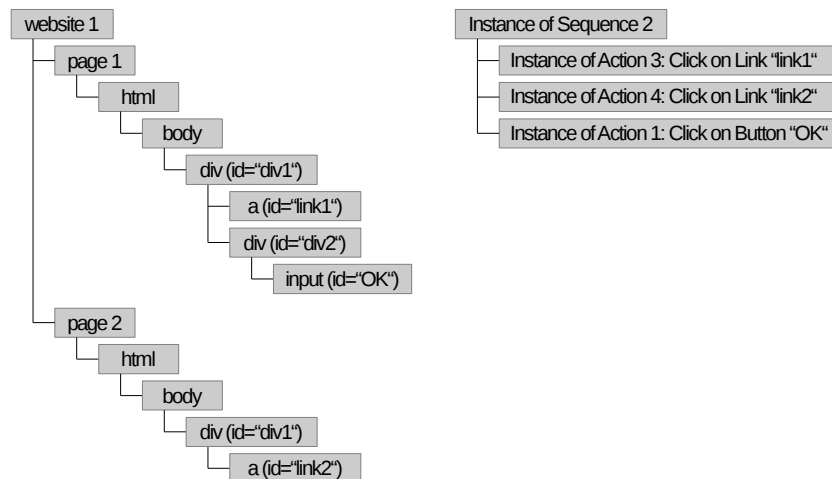 website 1
page 1
html
body
div (id=“div1“)
a (id=“link1“)
div (id=“div2“)
input (id=“OK“)
page 2
html
body
div (id=“div1“)
a (id=“link2“)
Instance of Sequence 2
Instance of Action 3: Click on Link “link1“
Instance of Action 4: Click on Link “link2“
Instance of Action 1: Click on Button “OK“